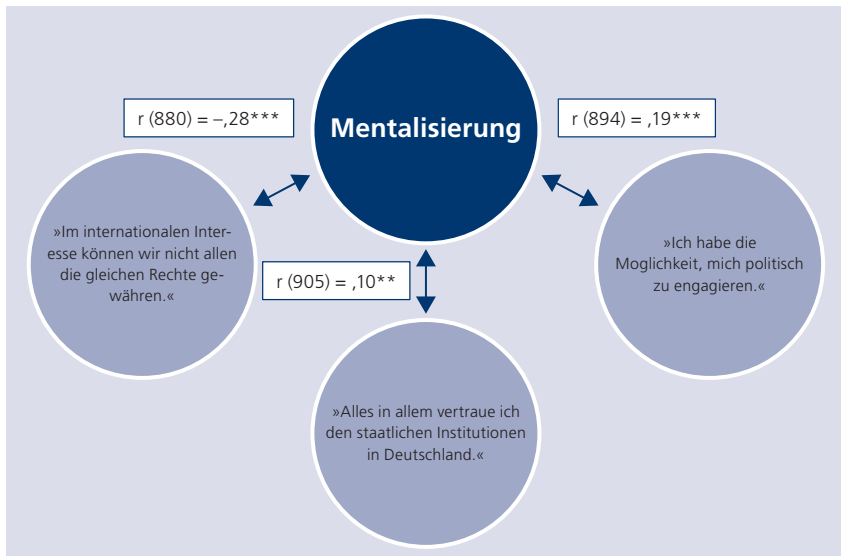 Mentalisierung
r (880) = –,28***
r (894) = ,19***
»Im internationalen Inter-
esse können wir nicht allen
die gleichen Rechte ge-
währen.«
»Ich habe die
Moglichkeit, mich politisch
zu engagieren.«
r (905) = ,10**
»Alles in allem vertraue ich
den staatlichen Institutionen
in Deutschland.«